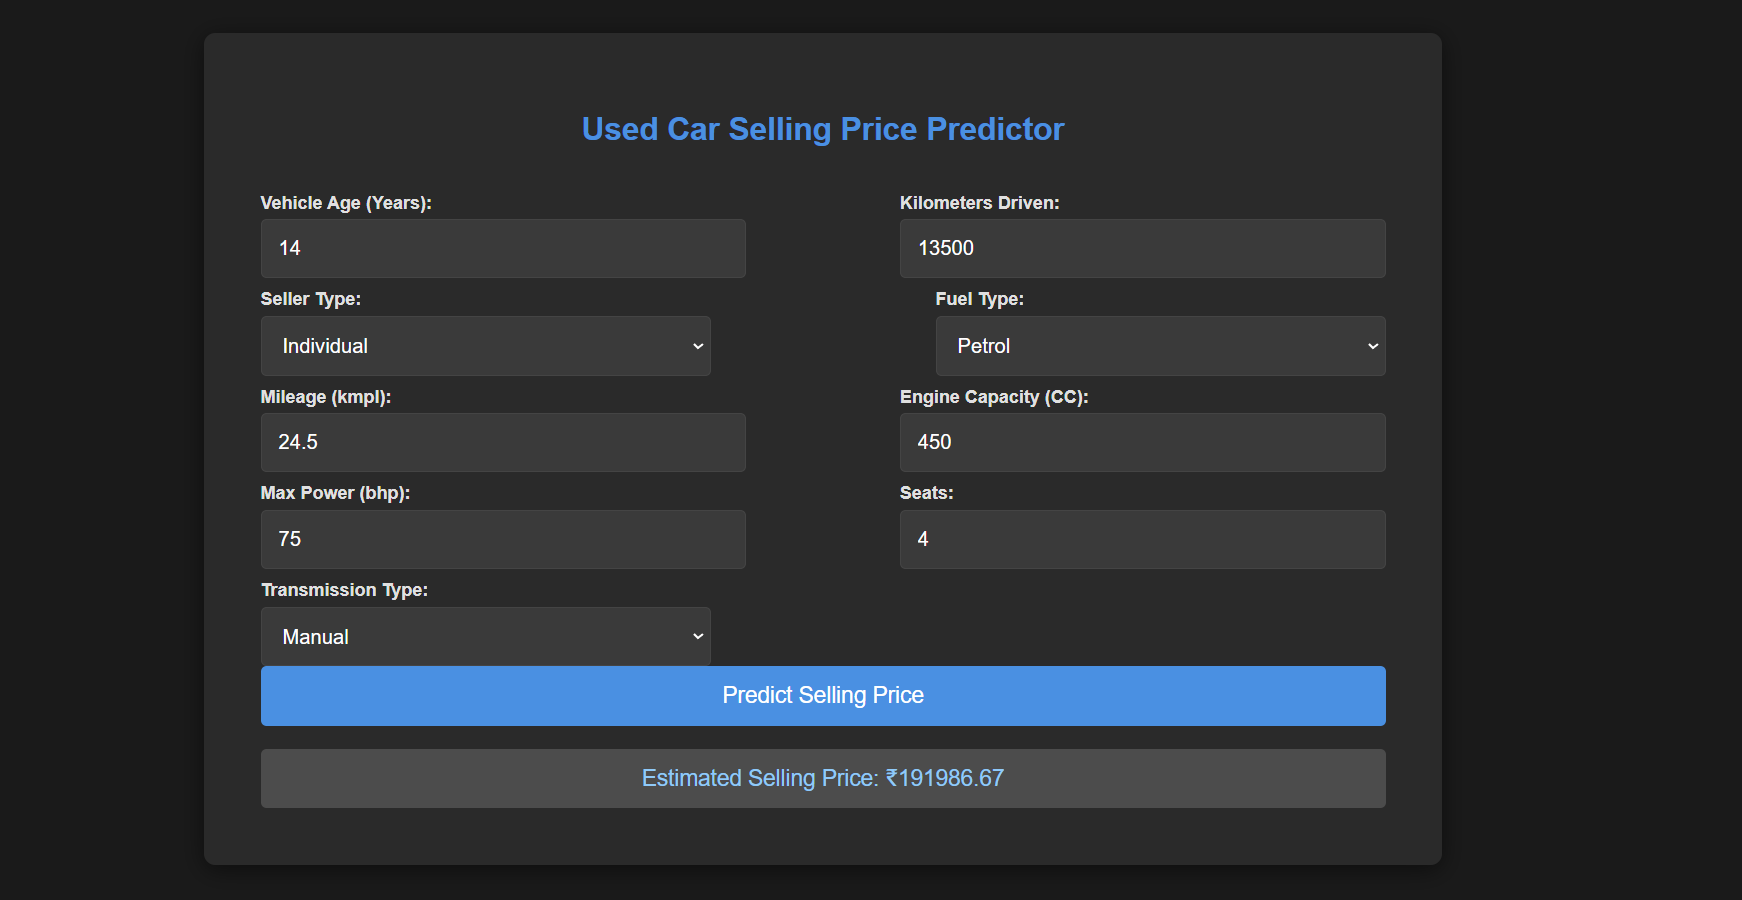 Used Car Selling Price Predictor
Vehicle Age (Years):
Kilometers Driven:
14
13500
Seller Type:
Fuel Type:
Individual
Petrol
Mileage (kmpl):
Engine Capacity (CC):
24.5
450
Max Power (bhp):
Seats:
75
4
Transmission Type:
Manual
Predict Selling Price
Estimated Selling Price: ₹191986.67